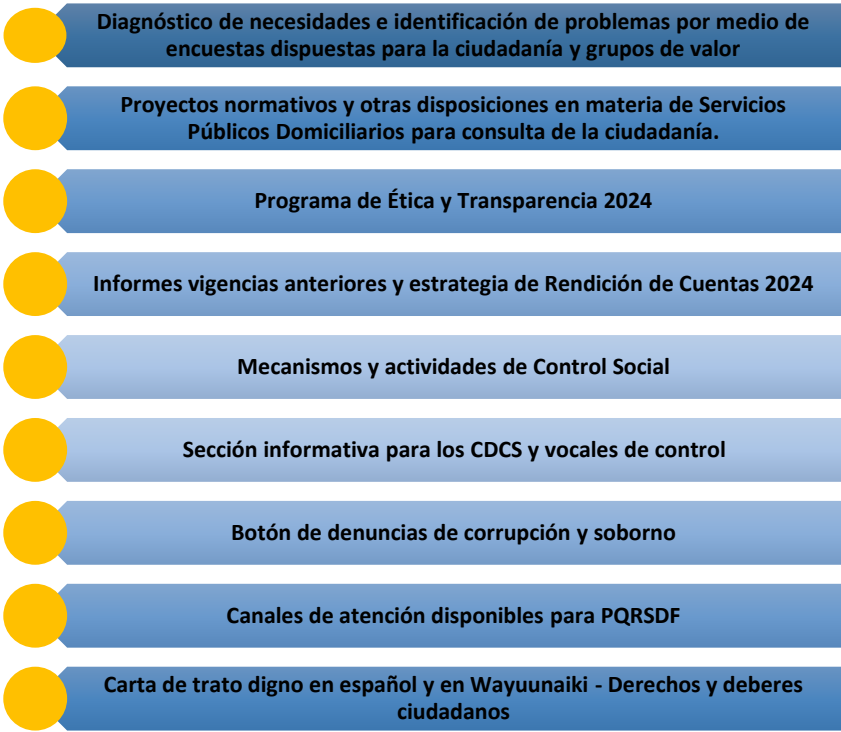 Diagnóstico de necesidades e identificación de problemas por medio de
encuestas dispuestas para la ciudadanía y grupos de valor
Proyectos normativos y otras disposiciones en materia de Servicios
Públicos Domiciliarios para consulta de la ciudadanía.
Programa de Ética y Transparencia 2024
Informes vigencias anteriores y estrategia de Rendición de Cuentas 2024
Mecanismos y actividades de Control Social
Sección informativa para los CDCS y vocales de control
Botón de denuncias de corrupción y soborno
Canales de atención disponibles para PQRSDF
Carta de trato digno en español y en Wayuunaiki - Derechos y deberes
ciudadanos